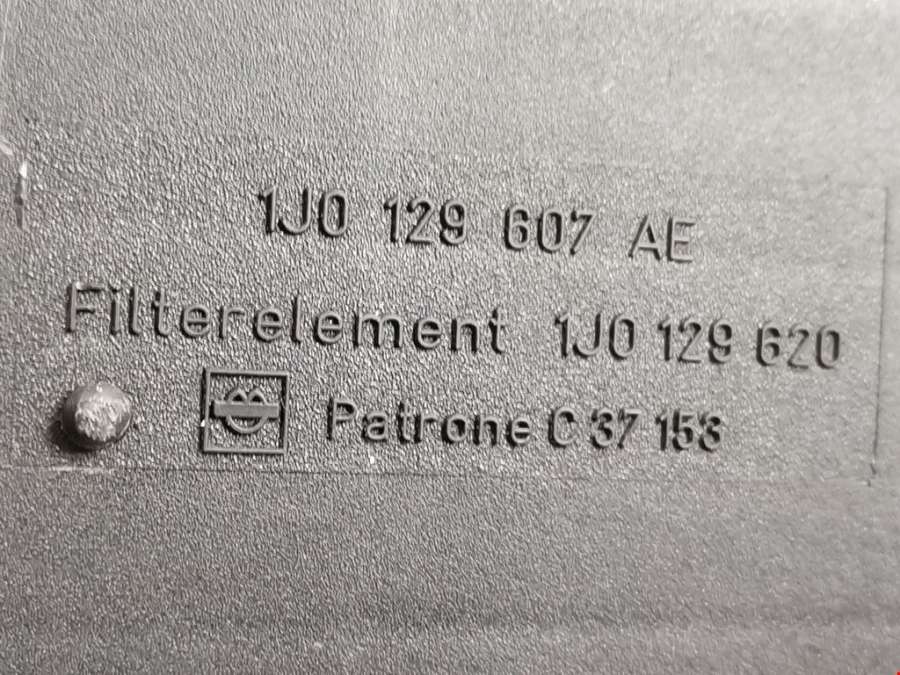 1J0 129 607 AE
Filterelement 1J0 129 620
Patrone C 37 153